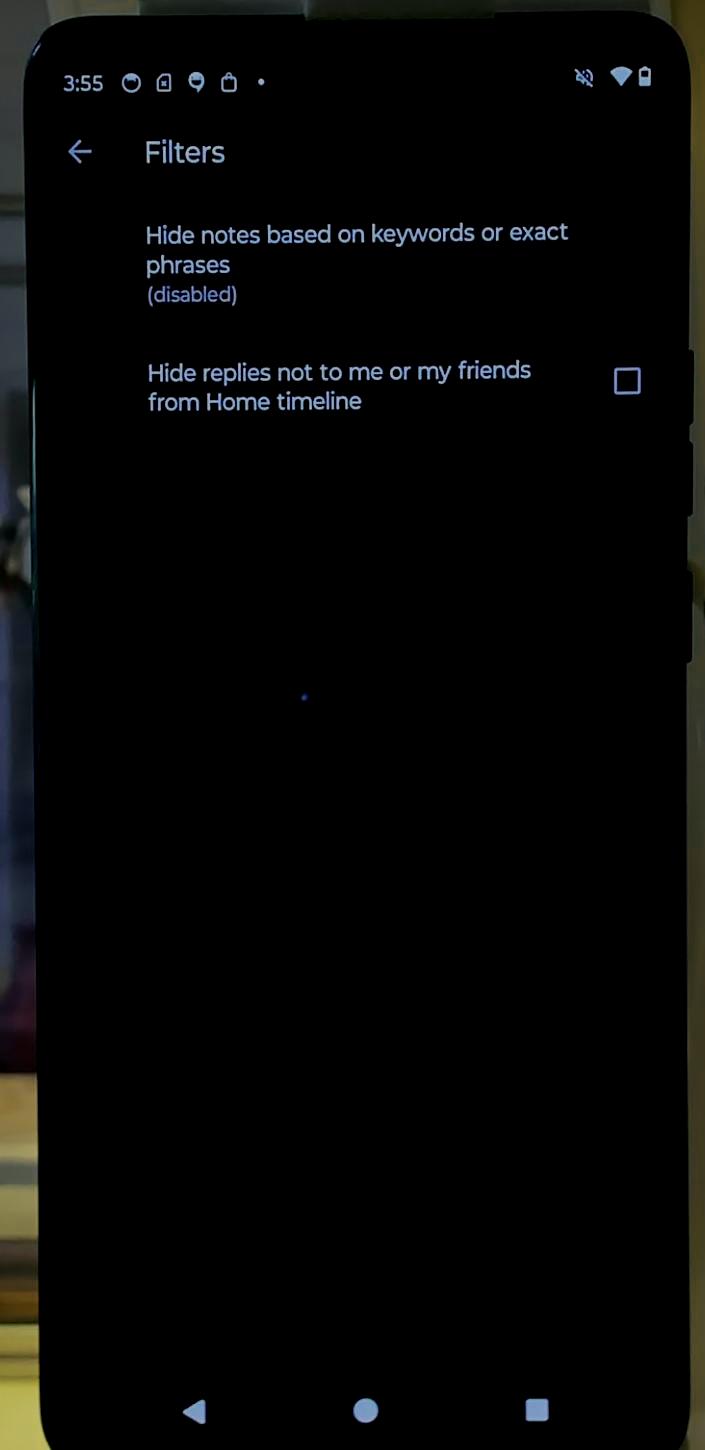 3:55
Filters
Hide notes based on keywords or exact
phrases
(disabled)
Hide replies not to me or my friends
from Home timeline